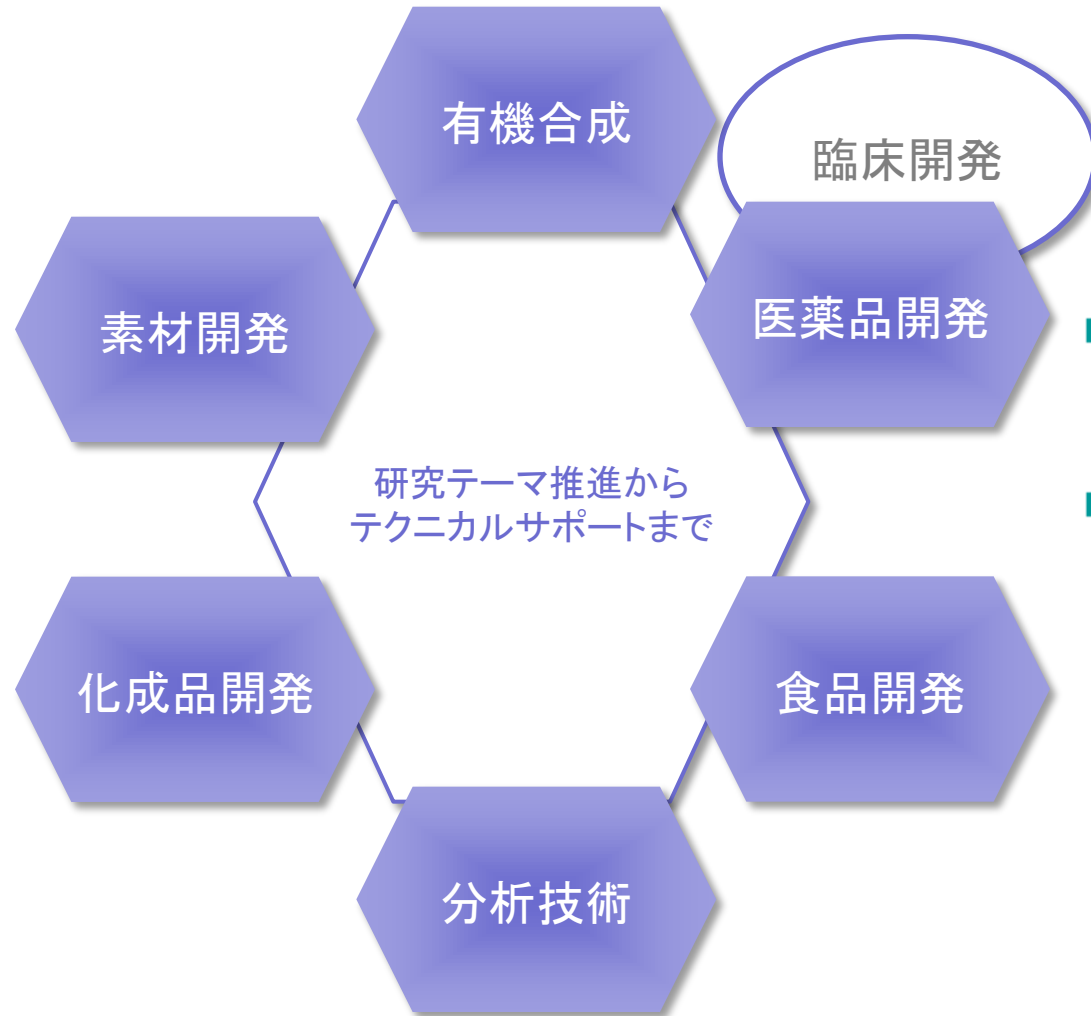 有機合成
臨床開発
素材開発
医薬品開発
研究テーマ推進から
テクニカルサポートまで
化成品開発
食品開発
分析技術